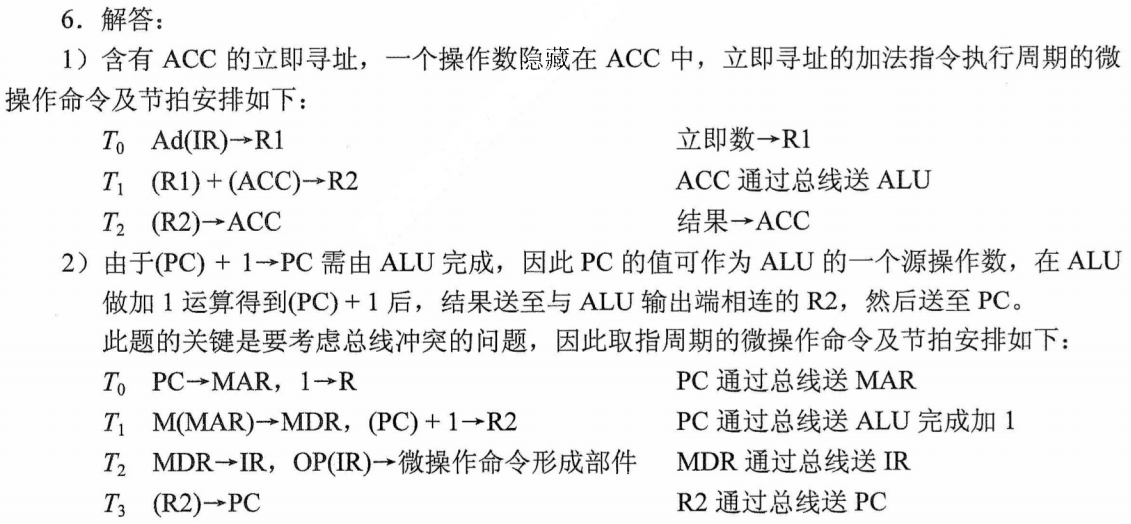 6．解答：
1）含有 ACC 的立即寻址，一个操作数隐藏在 ACC 中，立即寻址的加法指令执行周期的微
操作命令及节拍安排如下：
T₀ Ad(IR)→R1 立即数→R1
T₁ (R1) + (ACC)→R2 ACC 通过总线送 ALU
T₂ (R2)→ACC 结果→ACC
2）由于(PC) + 1→PC 需由 ALU 完成，因此 PC 的值可作为 ALU 的一个源操作数，在 ALU
做加 1 运算得到(PC) + 1 后，结果送至与 ALU 输出端相连的 R2，然后送至 PC。
此题的关键是要考虑总线冲突的问题，因此取指周期的微操作命令及节拍安排如下：
T₀ PC→MAR，1→R PC 通过总线送 MAR
T₁ M(MAR)→MDR，(PC) + 1→R2 PC 通过总线送 ALU 完成加 1
T₂ MDR→IR，OP(IR)→微操作命令形成部件 MDR 通过总线送 IR
T₃ (R2)→PC R2 通过总线送 PC